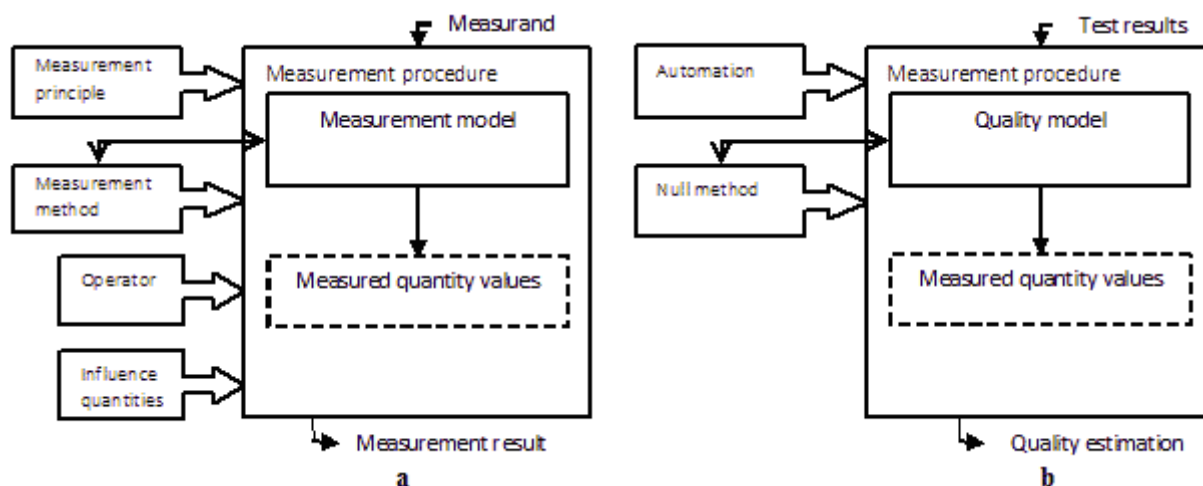 Measurand
Measurement procedure
Measurement
principle
Measurement model
Measurement
method
Operator
Measured quantity values
Influence
quantities
Measurement result
a
Test results
Measurement procedure
Automation
Quality model
Null method
Measured quantity values
Quality estimation
b